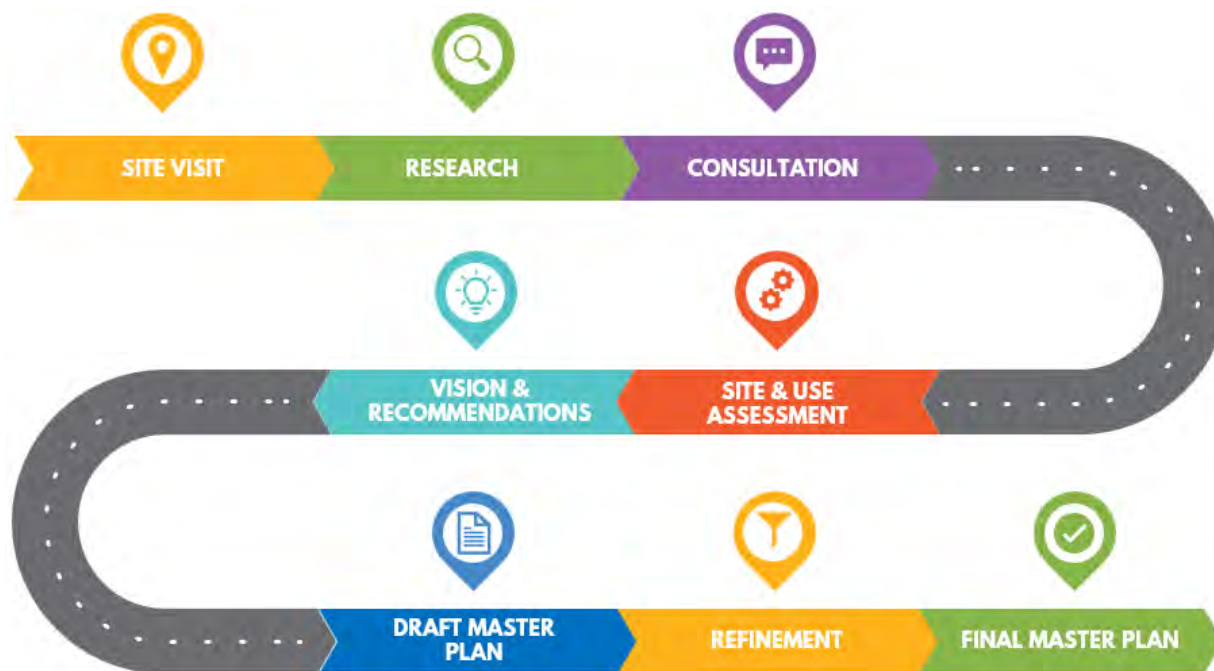 SITE VISIT
RESEARCH
CONSULTATION
SITE & USE
ASSESSMENT
VISION &
RECOMMENDATIONS
DRAFT MASTER
PLAN
REFINEMENT
FINAL MASTER PLAN